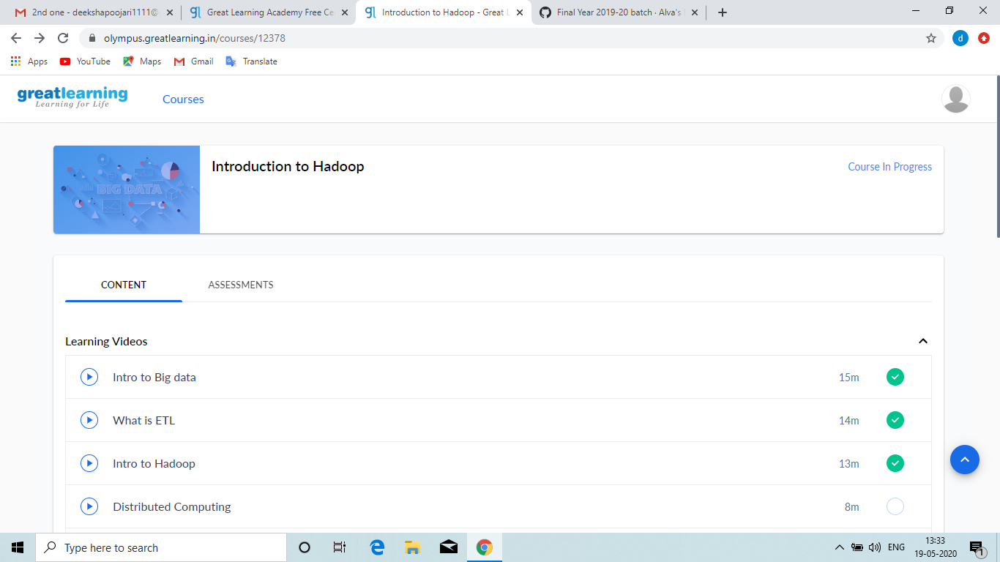 2nd one - deekshapoojari1111@
Great Learning Academy Free Ce
Introduction to Hadoop - Great L
Final Year 2019-20 batch · Alva's
olympus.greatlearning.in/courses/12378
d
Apps
YouTube
Maps
Gmail
Translate
greatlearning
Learning for Life
Courses
BIG DATA
Introduction to Hadoop
Course In Progress
CONTENT
ASSESSMENTS
Learning Videos
Intro to Big data
15m
What is ETL
14m
Intro to Hadoop
13m
Distributed Computing
8m
Type here to search
ENG
13:33
19-05-2020
1